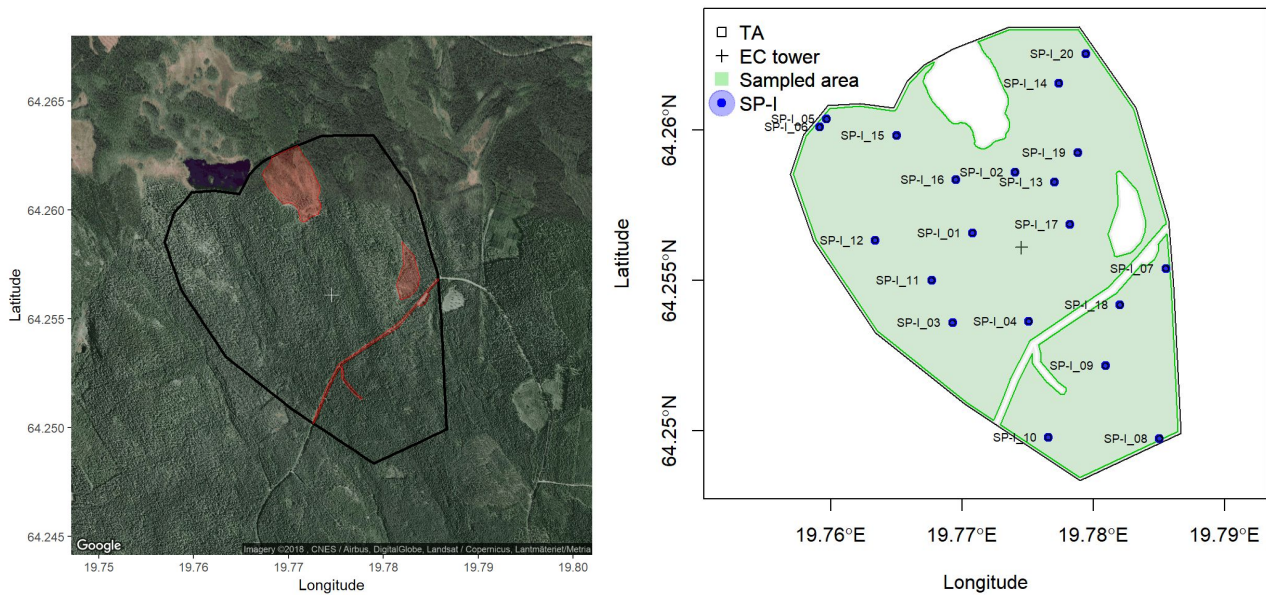 64.265
64.260
64.255
64.250
64.245
Latitude
Google
Imagery ©2018 , CNES / Airbus, DigitalGlobe, Landsat / Copernicus, Lantmäteriet/Metria
19.75
19.76
19.77
19.78
19.79
19.80
Longitude
TA
EC tower
Sampled area
SP-I
SP-I_20
SP-I_14
SP-I_05
SP-I_06
SP-I_15
SP-I_19
SP-I_02
SP-I_16
SP-I_13
SP-I_17
SP-I_01
SP-I_12
SP-I_07
SP-I_11
SP-I_18
SP-I_03
SP-I_04
SP-I_09
SP-I_10
SP-I_08
64.26°N
64.255°N
64.25°N
Latitude
19.76°E
19.77°E
19.78°E
19.79°E
Longitude